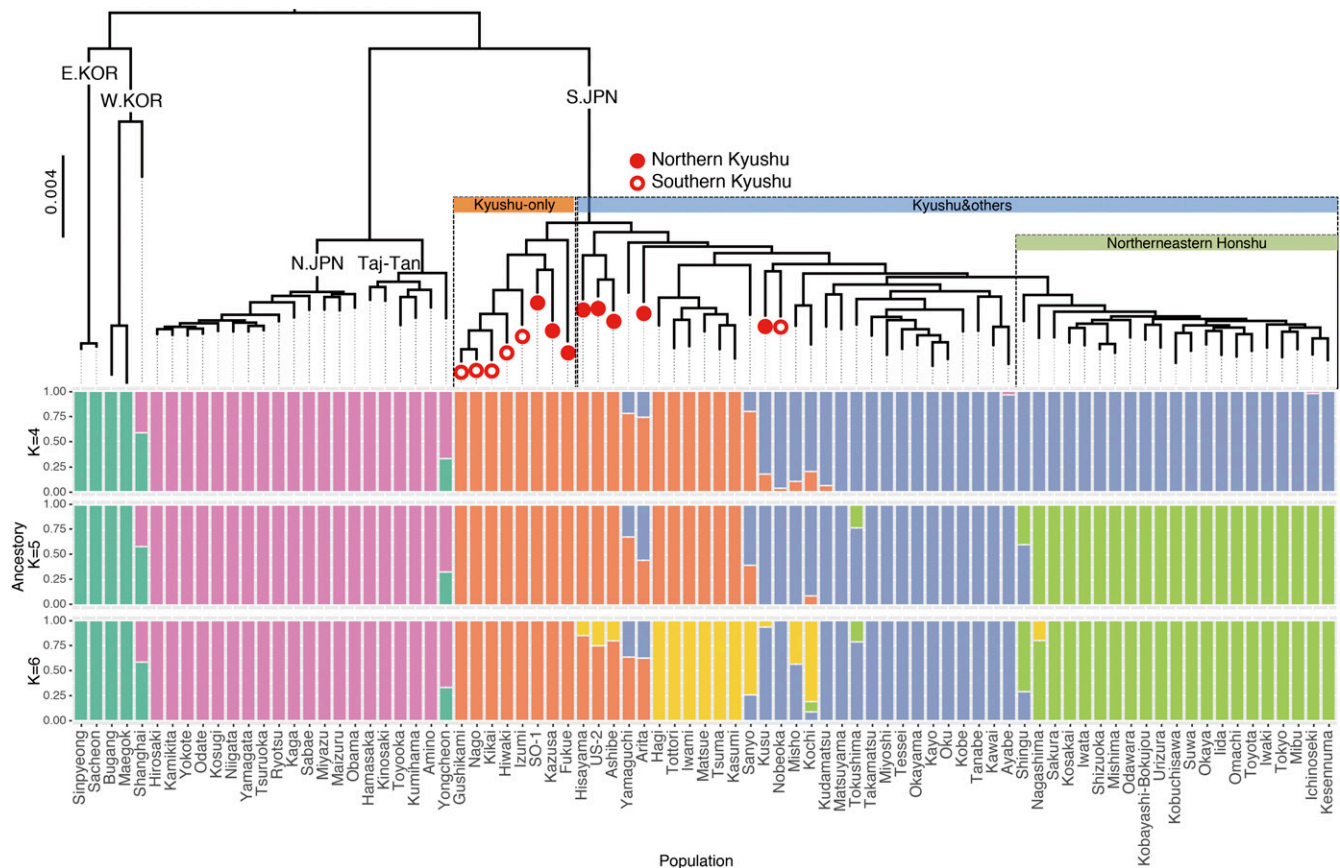 E.KOR
W.KOR
S.JPN
0.004
Northern Kyushu
Southern Kyushu
Kyushu-only
Kyushu&others
Northerneastern Honshu
N.JPN
Taj-Tan
Ancestory
K=4
1.00
0.75
0.50
0.25
0.00
K=5
1.00
0.75
0.50
0.25
0.00
K=6
1.00
0.75
0.50
0.25
0.00
Sinpyeong
Sacheon
Bugang
Maegok
Shanghai
Hirosaki
Kamikita
Yokote
Odate
Kosugi
Niigata
Yamagata
Tsuruoka
Ryotsu
Kaga
Sabae
Miyazu
Maizuru
Obama
Hamasaka
Kinosaki
Toyooka
Kumihama
Amino
Yongcheon
Gushikami
Nago
Kikai
Hiwaki
Izumi
SO-1
Kazusa
Fukue
Hisayama
US-2
Ashibe
Yamaguchi
Arita
Hagi
Tottori
Iwami
Matsue
Tsuma
Kasumi
Sanyo
Kusu
Nobeoka
Misho
Kochi
Kudamatsu
Matsuyama
Tokushima
Takamatsu
Miyoshi
Tessei
Okayama
Kayo
Oku
Kobe
Tanabe
Kawai
Ayabe
Shingu
Nagashima
Sakura
Kosakai
Iwata
Shizuoka
Mishima
Odawara
Kobayashi-Bokujou
Urizura
Kobuchisawa
Suwa
Okaya
Iida
Omachi
Toyota
Iwaki
Tokyo
Mibu
Ichinoseki
Kesennuma
Population